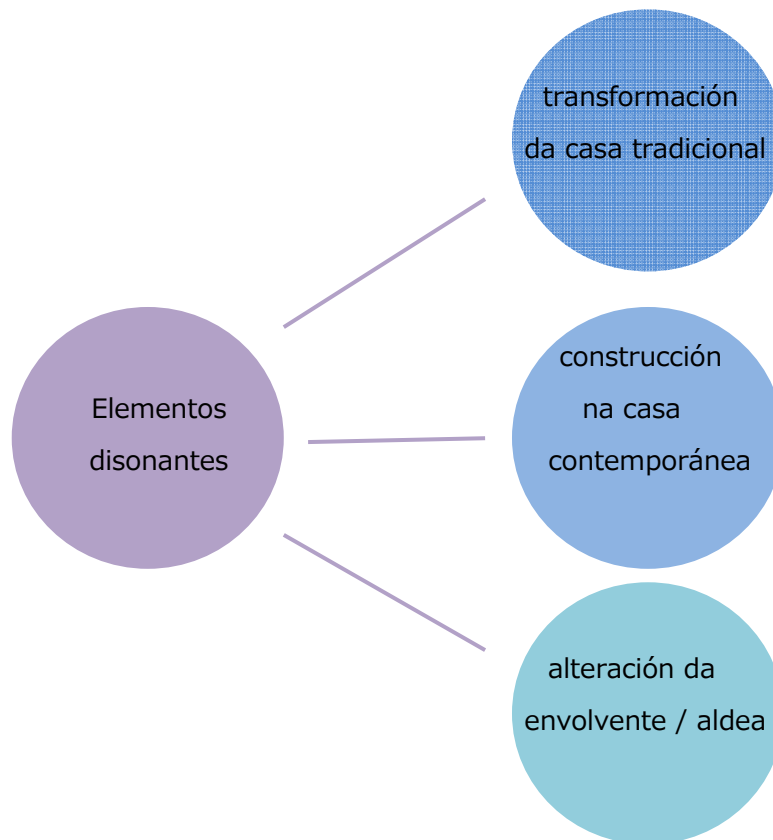 transformación
da casa tradicional
Elementos
disonantes
construcción
na casa
contemporánea
alteración da
envolvente / aldea